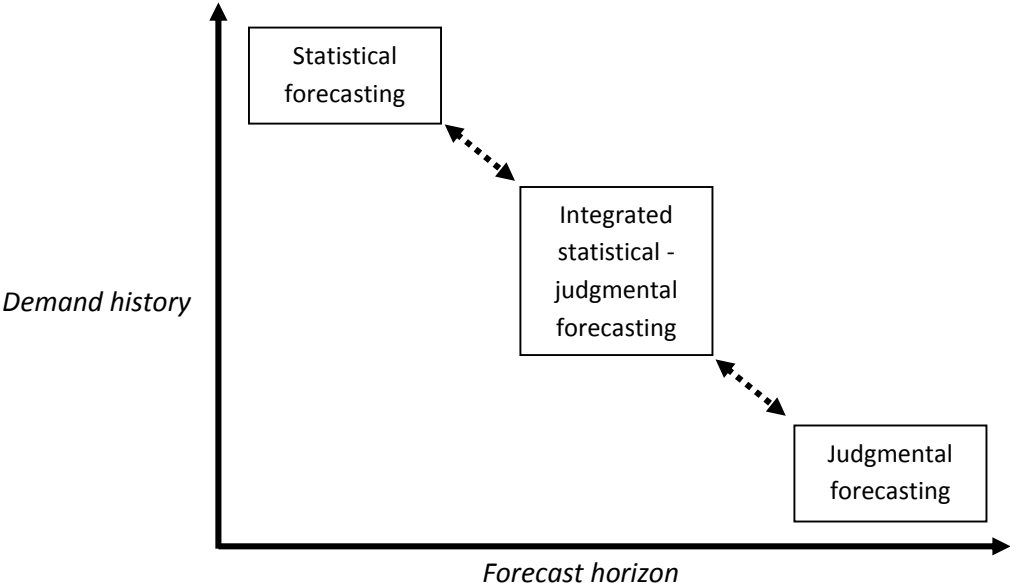 Statistical
forecasting
Integrated
statistical -
judgmental
forecasting
Demand history
Judgmental
forecasting
Forecast horizon